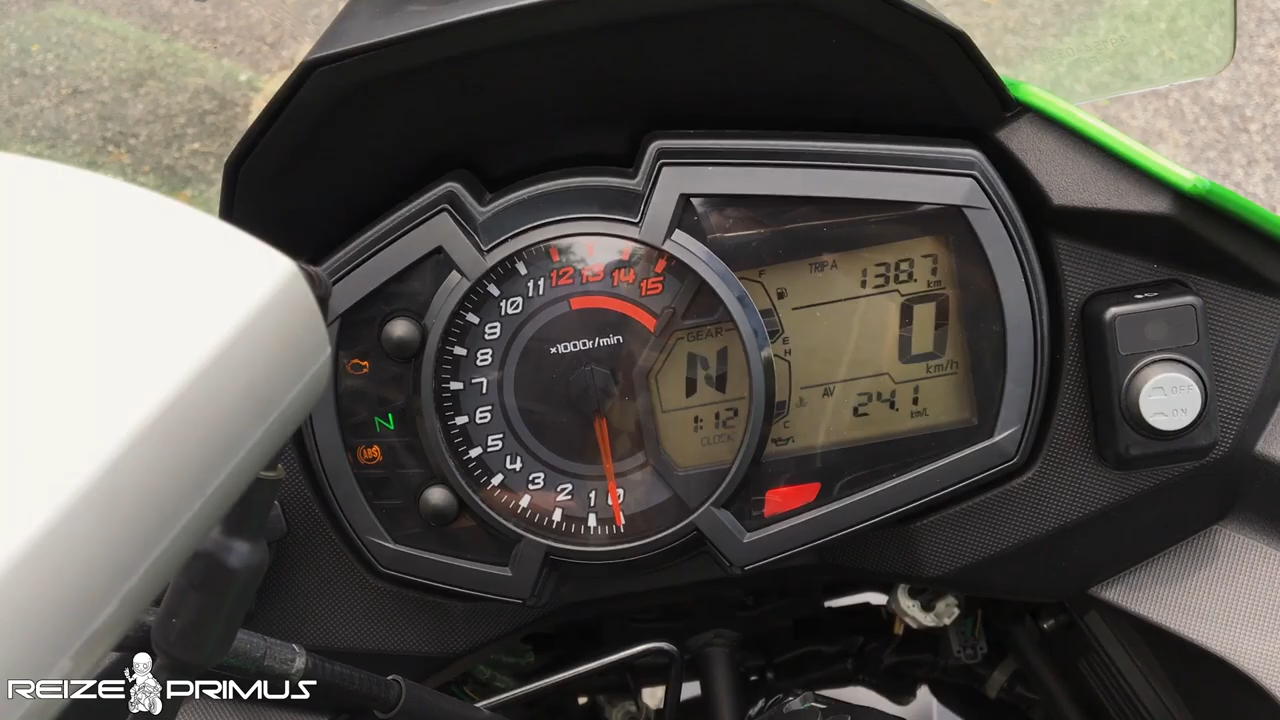 12 13 14 15
11
10
9
8
7
6
5
4
3
2
1
0
×1000r/min
GEAR
N
1:12
CLOCK
F
E
H
C
TRIP A
138.7
km
0
km/h
AV
24.1
km/L
N
ABS
OFF
ON
REIZE PRIMUS